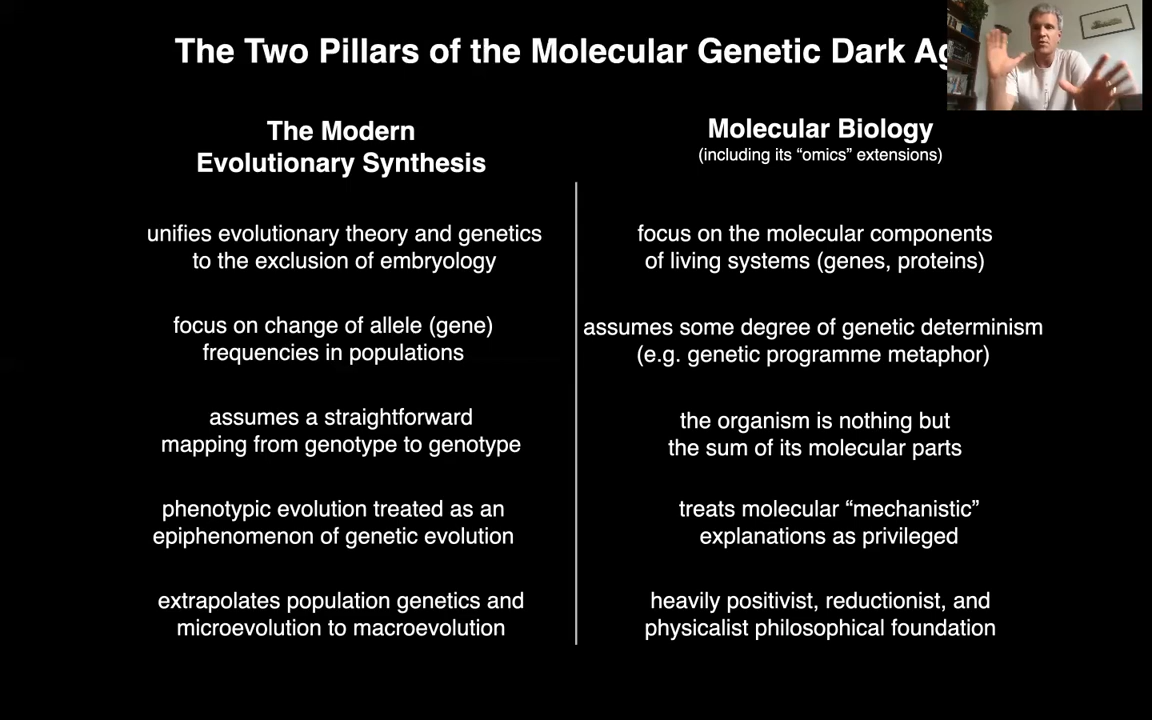 The Two Pillars of the Molecular Genetic Dark
The Modern
Evolutionary Synthesis
unifies evolutionary theory and genetics
to the exclusion of embryology
focus on change of allele (gene)
frequencies in populations
assumes a straightforward
mapping from genotype to genotype
phenotypic evolution treated as an
epiphenomenon of genetic evolution
extrapolates population genetics and
microevolution to macroevolution
Molecular Biology
(including its “omics” extensions)
focus on the molecular components
of living systems (genes, proteins)
assumes some degree of genetic determinism
(e.g. genetic programme metaphor)
the organism is nothing but
the sum of its molecular parts
treats molecular “mechanistic”
explanations as privileged
heavily positivist, reductionist, and
physicalist philosophical foundation